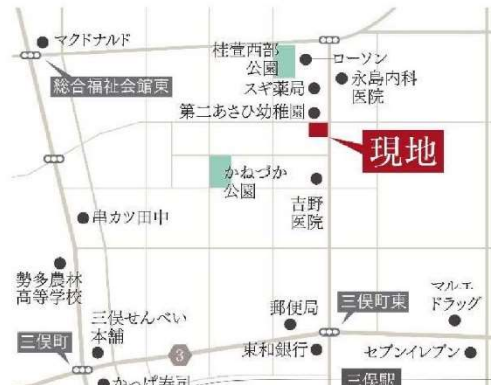 マクドナルド
総合福祉会館東
桂萱西部
公園
ローソン
永島内科
医院
スギ薬局
第二あさひ幼稚園
現地
かねづか
公園
吉野
医院
串カツ田中
勢多農林
高等学校
三俣せんべい
本舗
三俣町
3
郵便局
三俣町東
マルエ
ドラッグ
東和銀行
セブンイレブン
かっぱ寿司
三俣駅